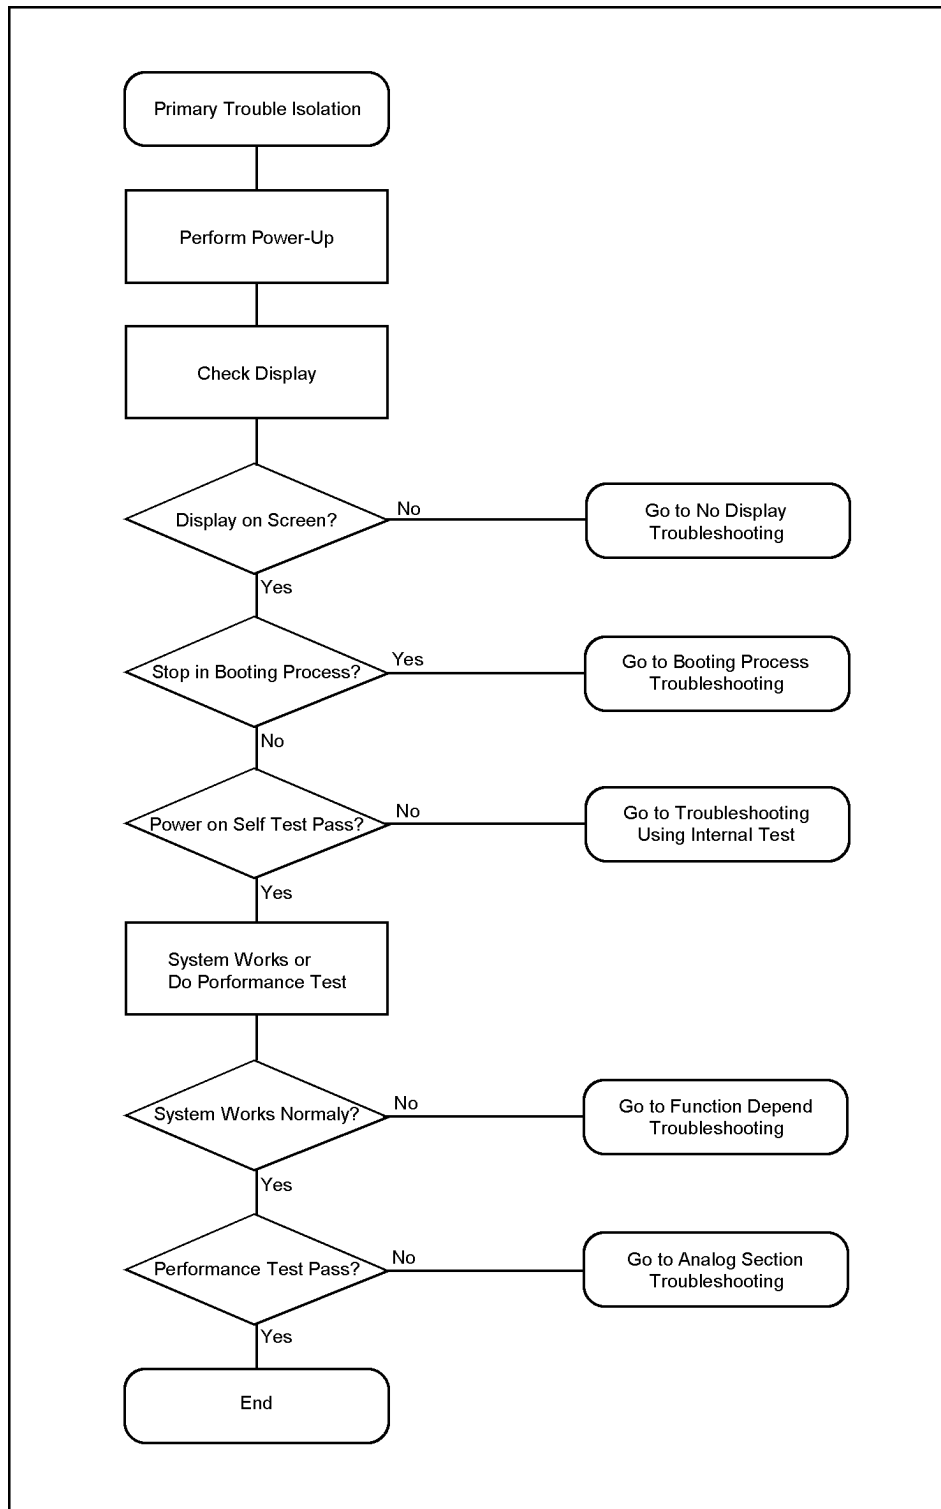 Primary Trouble Isolation
Perform Power-Up
Check Display
Display on Screen?
No
Go to No Display
Troubleshooting
Yes
Stop in Booting Process?
Yes
Go to Booting Process
Troubleshooting
No
Power on Self Test Pass?
No
Go to Troubleshooting
Using Internal Test
Yes
System Works or
Do Porformance Test
System Works Normaly?
No
Go to Function Depend
Troubleshooting
Yes
Performance Test Pass?
No
Go to Analog Section
Troubleshooting
Yes
End